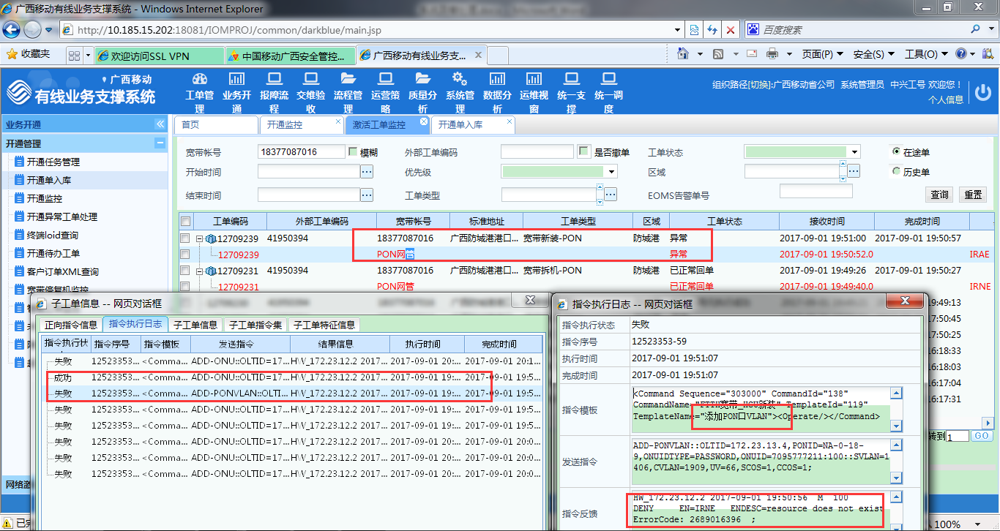 广西移动有线业务支撑系统 - Windows Internet Explorer
http://10.185.15.202:18081/IOMPROJ/common/darkblue/main.jsp
百度搜索
收藏夹
欢迎访问SSL VPN
中国移动广西安全管控...
广西移动有线业务支...
页面(P)
安全(S)
工具(O)
广西移动
有线业务支撑系统
工单管理
业务开通
报障流程
交维验收
流程管理
运营策略
质量分析
系统管理
数据分析
运维视窗
统一支撑
统一调度
组织路径[切换]:广西移动省公司 系统管理员 中兴工号 欢迎您！
个人信息
业务开通
开通管理
开通任务管理
开通单入库
开通监控
开通异常工单处理
终端loid查询
开通待办工单
客户订单XML查询
宽带停复机监控
首页
开通监控
激活工单监控
开通单入库
宽带帐号 18377087016 模糊 外部工单编码 是否撤单 工单状态 在途单
开始时间 优先级 区域 历史单
结束时间 工单类型 EOMS告警单号
查询 重置
工单编码 外部工单编码 宽带帐号 标准地址 工单类型 区域 工单状态 接收时间 完成时间
12709239 41950394 18377087016 广西防城港港口... 宽带新装-PON 防城港 异常 2017-09-01 19:51:00 2017-09-01 19:50:57
12709239 PON网管 异常 2017-09-01 19:50:52.0 IRAE
12709231 41950394 18377087016 广西防城港港口... 宽带拆机-PON 防城港 已正常回单 2017-09-01 19:49:26 2017-09-01 19:50:27
12709231 PON网管 已正常回单 2017-09-01 19:49:40.0 IRNE
19:49:13
17:50:45
17:50:25
16:18:33
16:18:03
16:17:04
16:17:31
转到 1 GO
网络激
子工单信息 -- 网页对话框
正向指令信息 指令执行日志 子工单信息 子工单指令集 子工单特征信息
指令执行状 指令序号 指令模板 发送指令 结果信息 执行时间 完成时间
失败 12523353... <Comma... ADD-ONU::OLTID=17... HW_172.23.12.2 2017... 2017-09-01 20:... 2017-09-01 20:1...
成功 12523353... <Comma... ADD-ONU::OLTID=17... HW_172.23.12.2 2017... 2017-09-01 19:... 2017-09-01 19:5...
失败 12523353... <Comma... ADD-PONVLAN::OLTI... HW_172.23.12.2 2017... 2017-09-01 19:... 2017-09-01 19:5...
失败 12523353... <Comma... ADD-ONU::OLTID=17... HW_172.23.12.2 2017... 2017-09-01 19:... 2017-09-01 19:5...
失败 12523353... <Comma... ADD-ONU::OLTID=17... HW_172.23.12.2 2017... 2017-09-01 19:... 2017-09-01 19:5...
失败 12523353... <Comma... ADD-ONU::OLTID=17... HW_172.23.12.2 2017... 2017-09-01 20:... 2017-09-01 20:0...
失败 12523353... <Comma... ADD-ONU::OLTID=17... HW_172.23.12.2 2017... 2017-09-01 20:... 2017-09-01 20:0...
失败 12523353... <Comma... ADD-ONU::OLTID=17... HW_172.23.12.2 2017... 2017-09-01 20:... 2017-09-01 20:0...
指令执行日志 -- 网页对话框
指令执行状态 失败
指令序号 12523353-59
执行时间 2017-09-01 19:51:07
完成时间 2017-09-01 19:51:07
指令模板
<Command Sequence="303000" CommandId="138"
CommandName="FTTH宽带_HGU新装" TemplateId="119"
TemplateName="添加PON口VLAN"><Operate/></Command>
发送指令
ADD-PONVLAN::OLTID=172.23.13.4,PONID=NA-0-18-
9,ONUIDTYPE=PASSWORD,ONUID=7095777211:100::SVLAN=1
406,CVLAN=1909,UV=66,SCOS=1,CCOS=1;
指令反馈
HW_172.23.12.2 2017-09-01 19:50:56 M 100
DENY EN=IRNE ENDESC=resource does not exist
ErrorCode: 2689016396 ;
100%